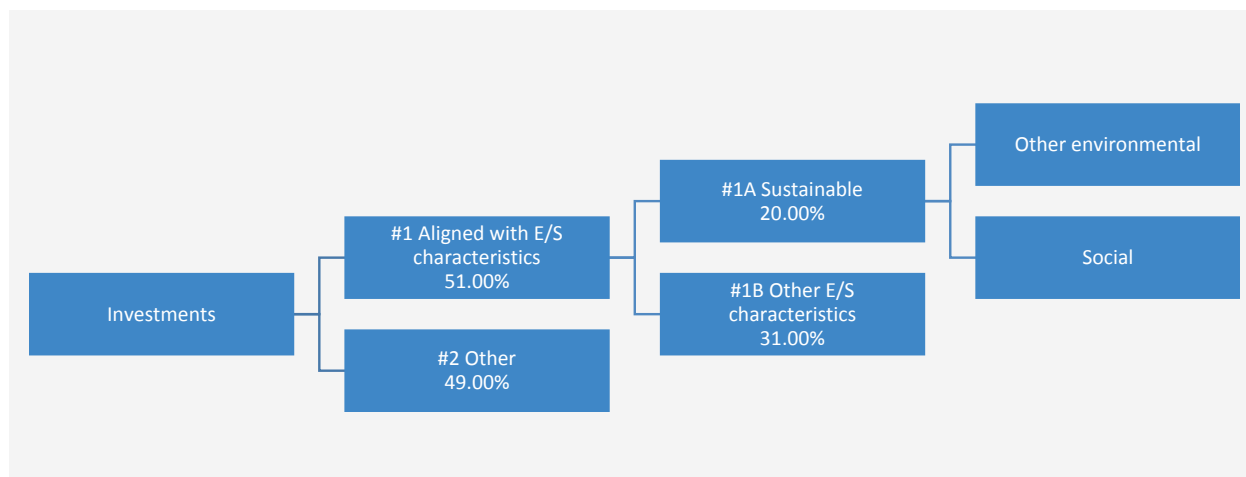 Investments
#1 Aligned with E/S
characteristics
51.00%
#2 Other
49.00%
#1A Sustainable
20.00%
#1B Other E/S
characteristics
31.00%
Other environmental
Social